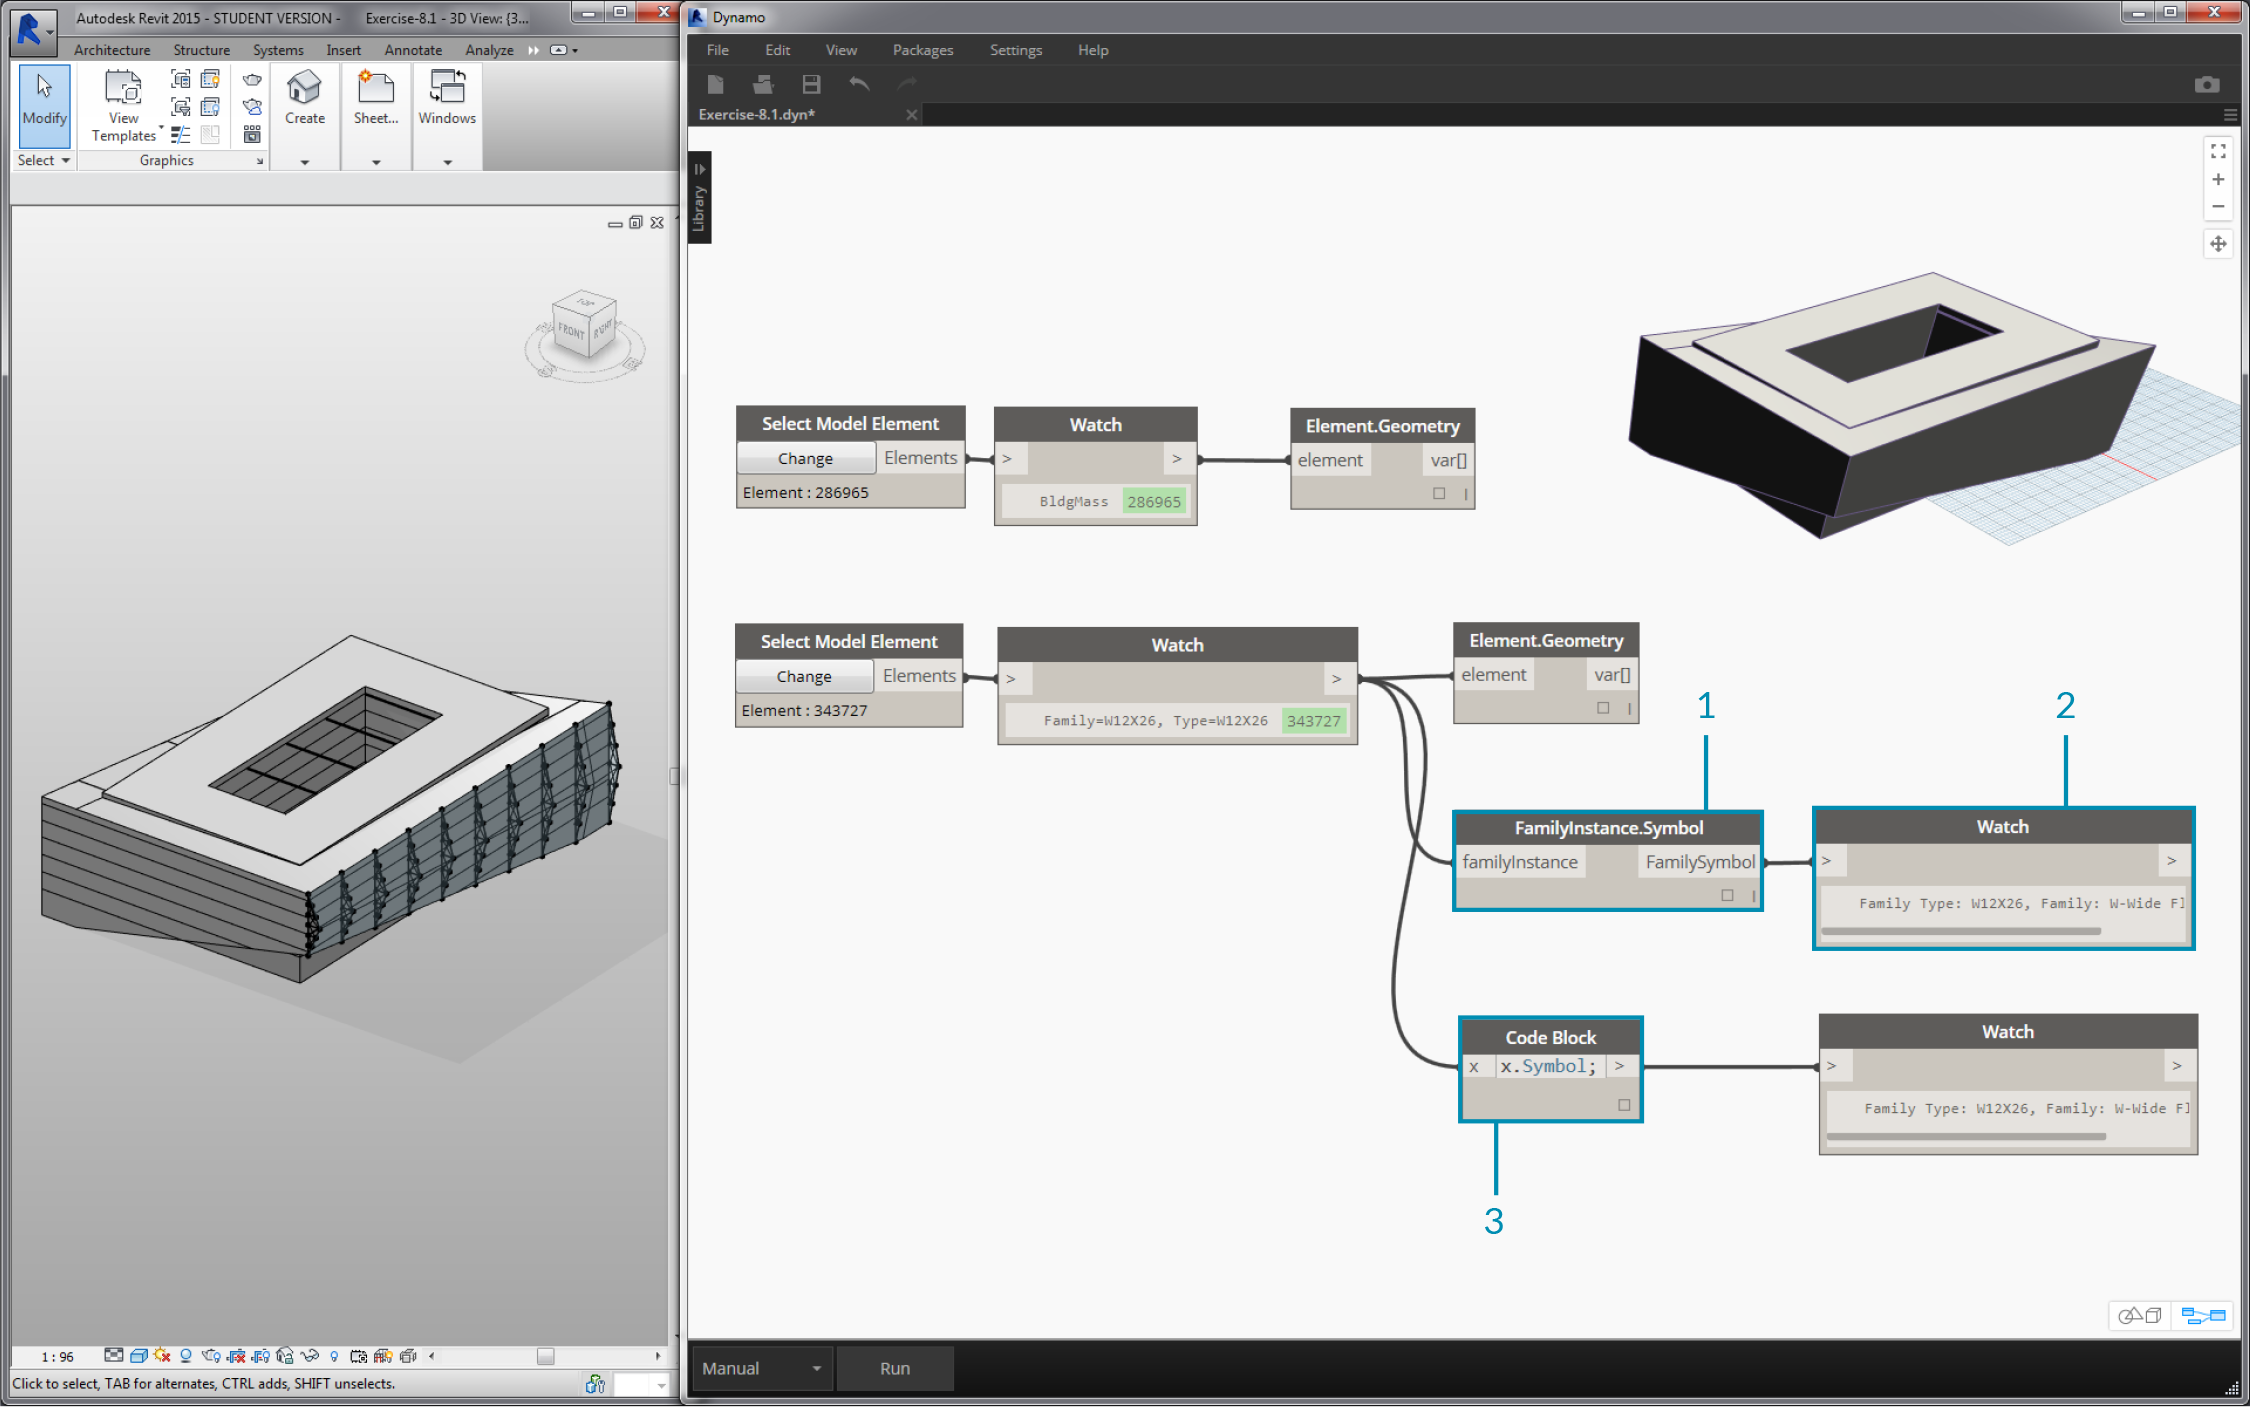 Autodesk Revit 2015 - STUDENT VERSION -
Exercise-8.1 - 3D View: {3...
Architecture
Structure
Systems
Insert
Annotate
Analyze
Modify
View
Templates
Create
Sheet...
Windows
Select
Graphics
TOP
FRONT
RIGHT
1 : 96
Click to select, TAB for alternates, CTRL adds, SHIFT unselects.
Dynamo
File
Edit
View
Packages
Settings
Help
Exercise-8.1.dyn*
Library
Select Model Element
Change
Elements
Element : 286965
Watch
>
>
BldgMass
286965
Element.Geometry
element
var[]
Select Model Element
Change
Elements
Element : 343727
Watch
>
>
Family=W12X26, Type=W12X26
343727
Element.Geometry
element
var[]
1
2
FamilyInstance.Symbol
familyInstance
FamilySymbol
Watch
>
>
Family Type: W12X26, Family: W-Wide Fl
Code Block
x
x.Symbol;
>
Watch
>
>
Family Type: W12X26, Family: W-Wide Fl
3
Manual
Run